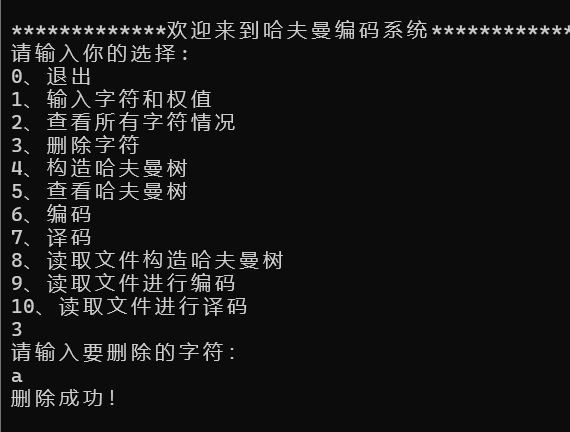 *************欢迎来到哈夫曼编码系统************
请输入你的选择:
0、退出
1、输入字符和权值
2、查看所有字符情况
3、删除字符
4、构造哈夫曼树
5、查看哈夫曼树
6、编码
7、译码
8、读取文件构造哈夫曼树
9、读取文件进行编码
10、读取文件进行译码
3
请输入要删除的字符:
a
删除成功!